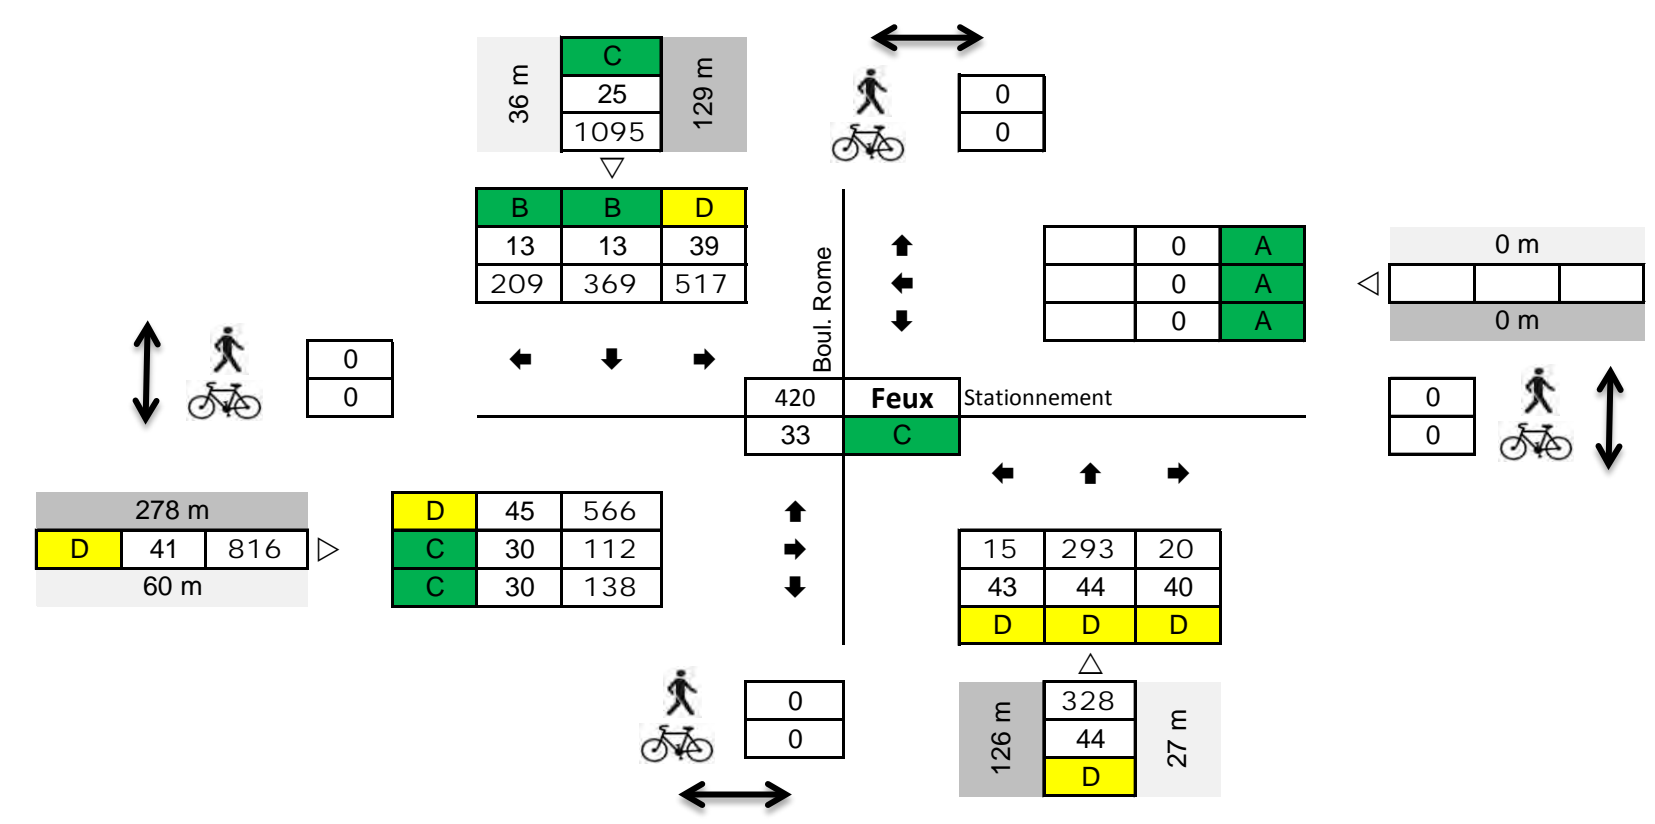 36 m
C
25
1095
129 m
0
0
B B D
13 13 39
209 369 517
Boul. Rome
0 A
0 A
0 A
0 m
0 m
0
0
420 Feux Stationnement
33 C
0
0
278 m
D 41 816
60 m
D 45 566
C 30 112
C 30 138
15 293 20
43 44 40
D D D
0
0
126 m
328
44
D
27 m